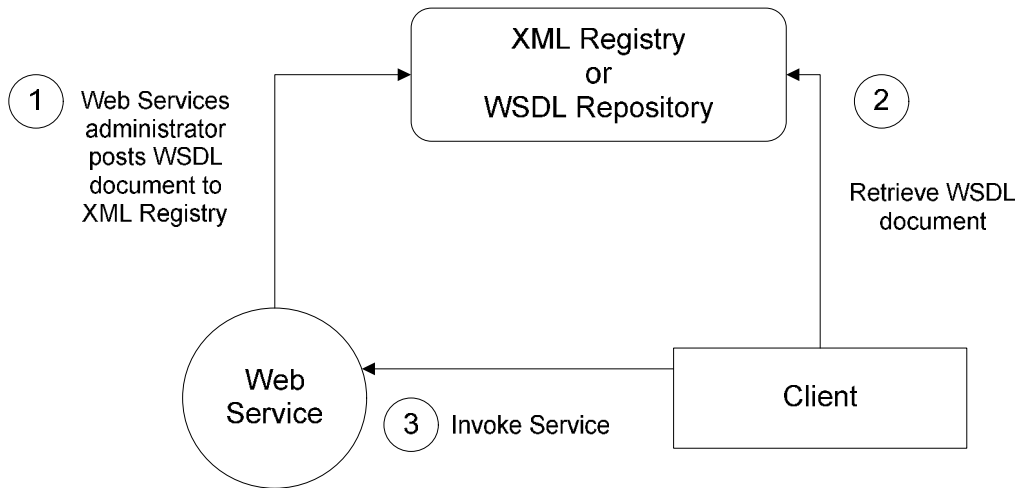 XML Registry
or
WSDL Repository
1
Web Services
administrator
posts WSDL
document to
XML Registry
2
Retrieve WSDL
document
Web
Service
3
Invoke Service
Client